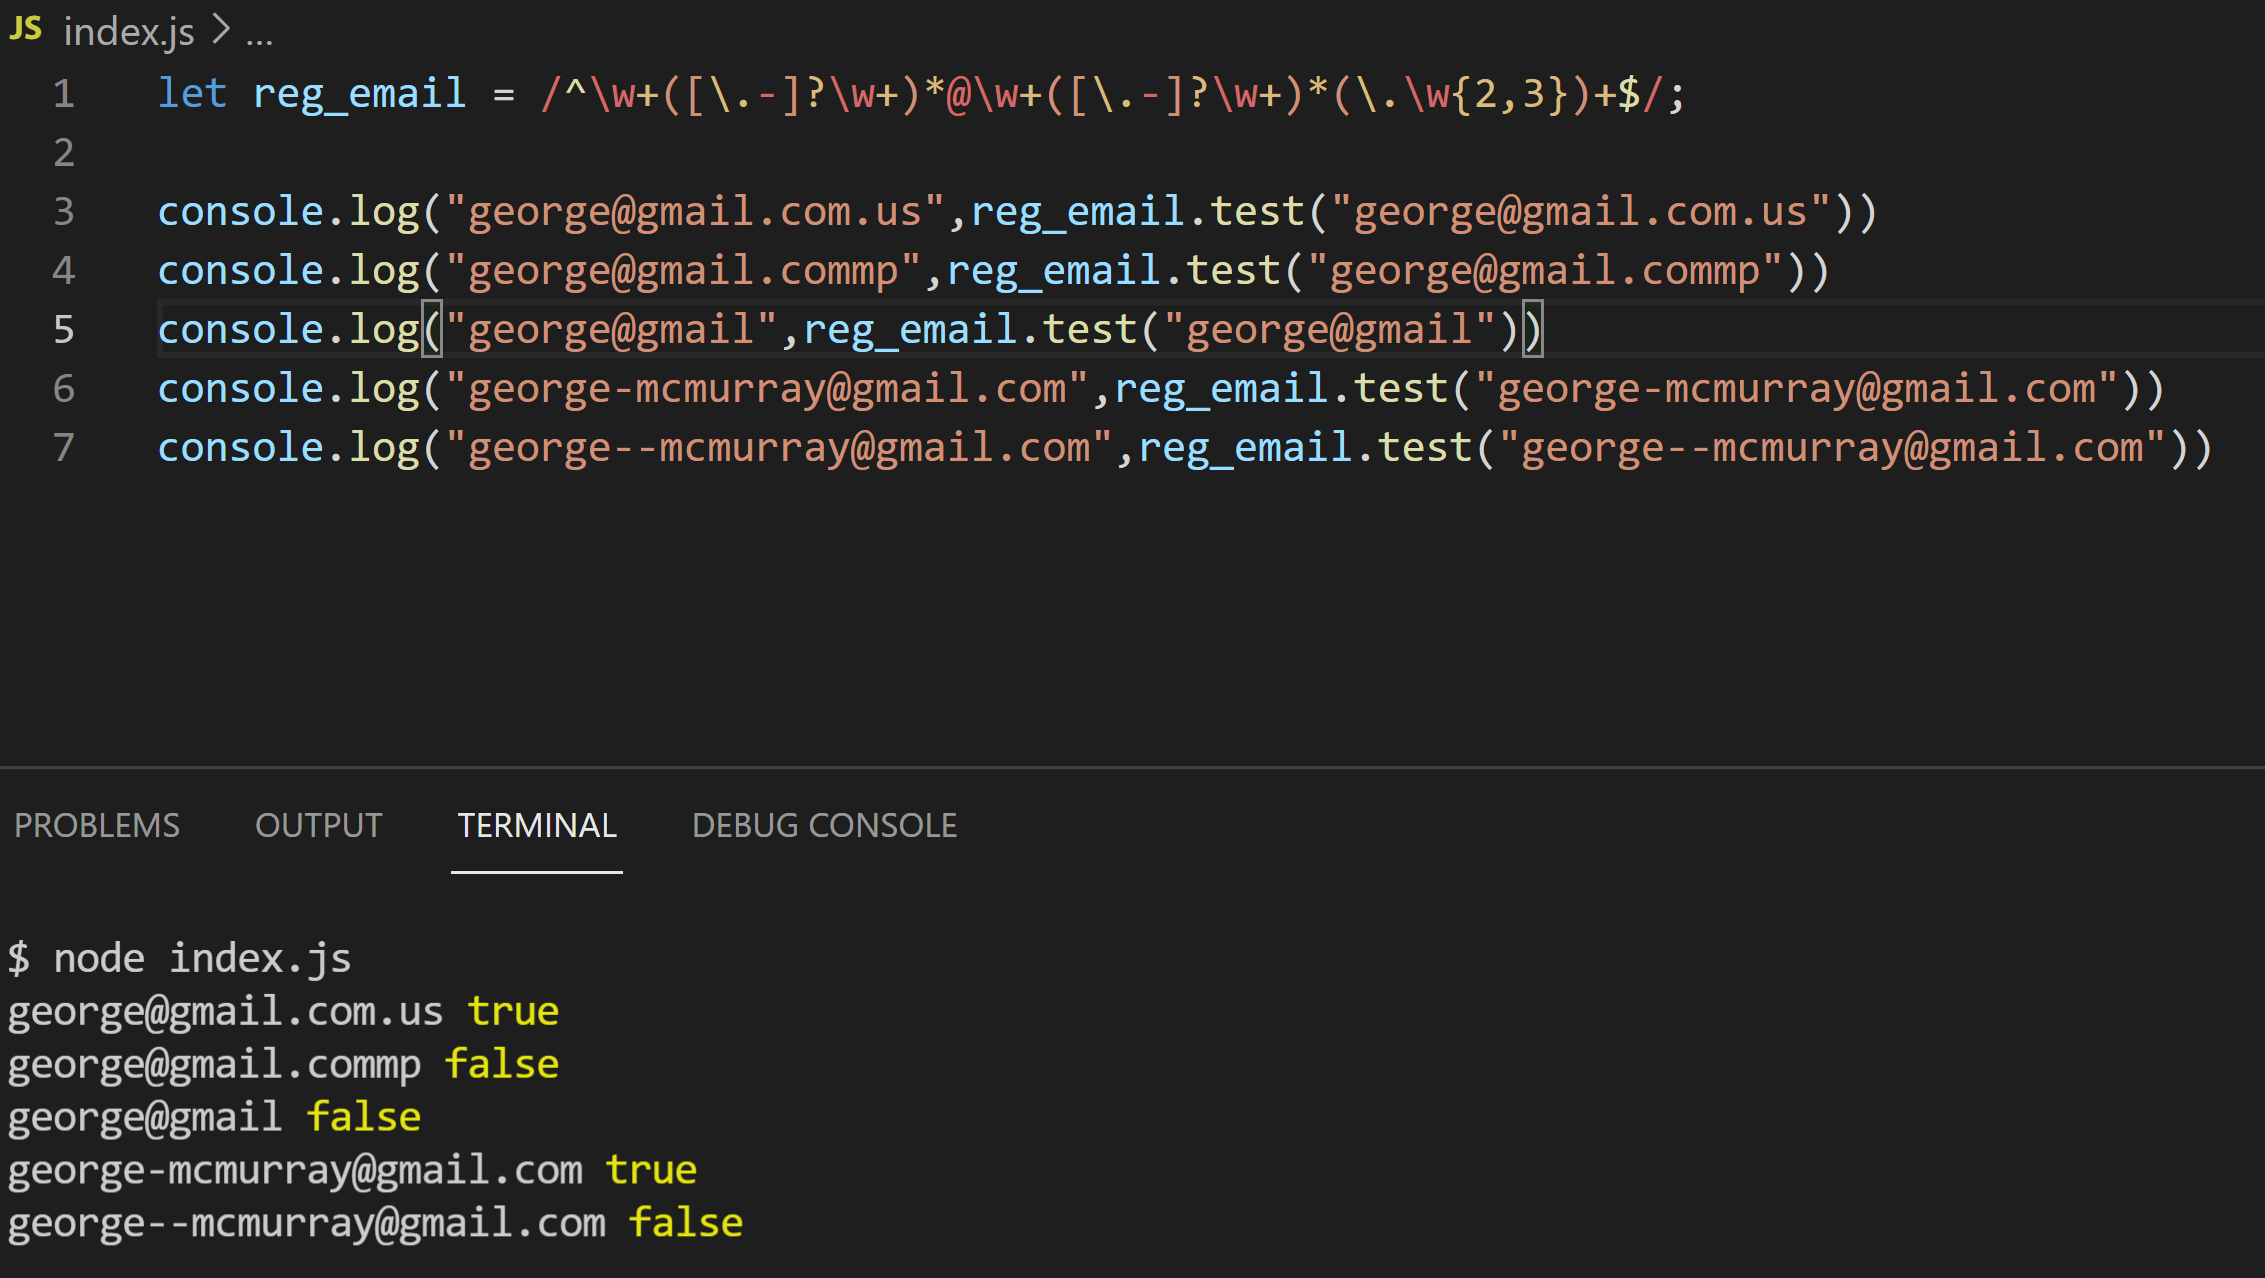 JS index.js > ...
1 let reg_email = /^\w+([\.-]?\w+)*@\w+([\.-]?\w+)*(\.\w{2,3})+$/;
2
3 console.log("george@gmail.com.us",reg_email.test("george@gmail.com.us"))
4 console.log("george@gmail.commp",reg_email.test("george@gmail.commp"))
5 console.log("george@gmail",reg_email.test("george@gmail"))
6 console.log("george-mcmurray@gmail.com",reg_email.test("george-mcmurray@gmail.com"))
7 console.log("george--mcmurray@gmail.com",reg_email.test("george--mcmurray@gmail.com"))
PROBLEMS OUTPUT TERMINAL DEBUG CONSOLE
$ node index.js
george@gmail.com.us true
george@gmail.commp false
george@gmail false
george-mcmurray@gmail.com true
george--mcmurray@gmail.com false